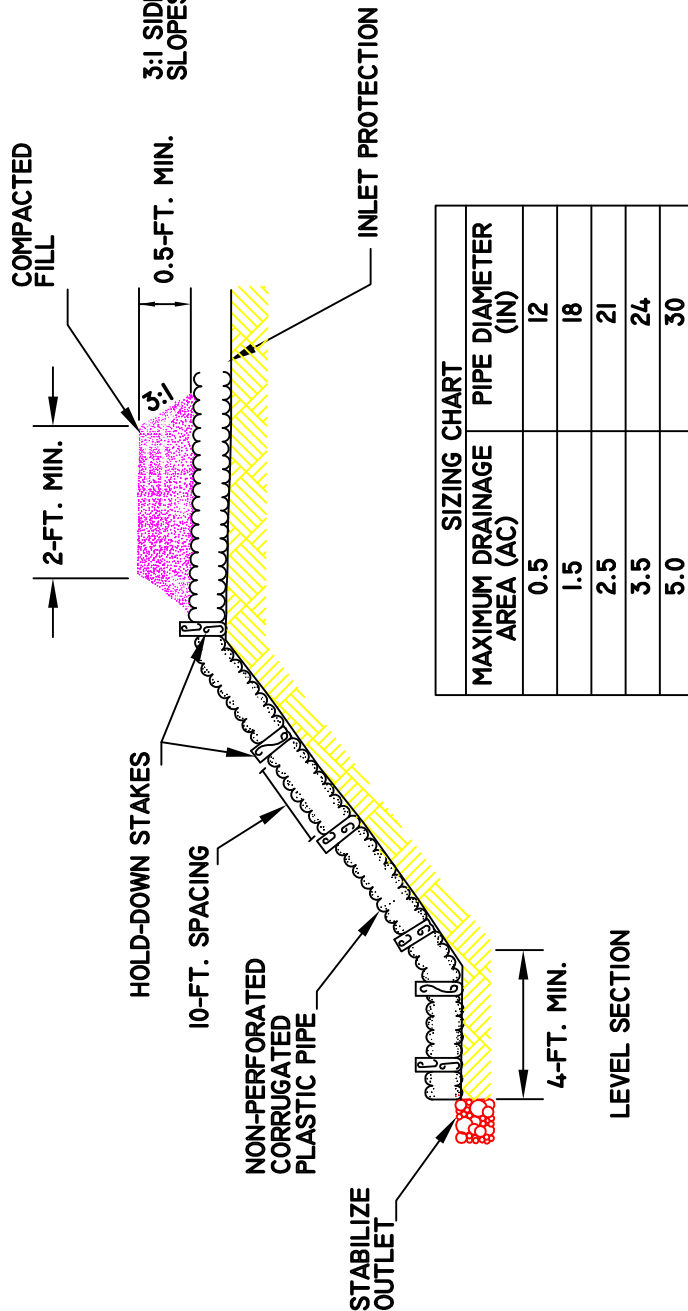 COMPACTED
FILL
3:1 SIDE
SLOPES
2-FT. MIN.
0.5-FT. MIN.
3:1
HOLD-DOWN STAKES
INLET PROTECTION
10-FT. SPACING
NON-PERFORATED
CORRUGATED
PLASTIC PIPE
STABILIZE
OUTLET
4-FT. MIN.
LEVEL SECTION
SIZING CHART
MAXIMUM DRAINAGE AREA (AC) PIPE DIAMETER (IN)
0.5 12
1.5 18
2.5 21
3.5 24
5.0 30